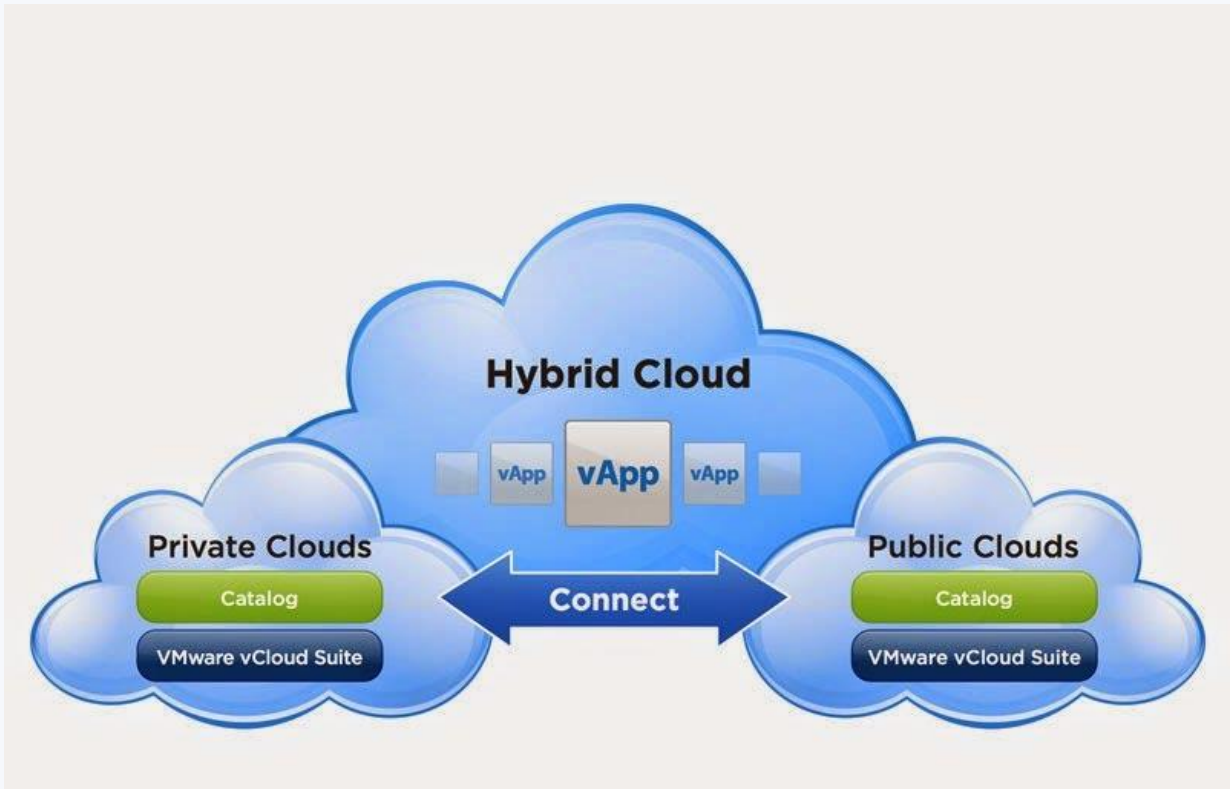 Hybrid Cloud
vApp vApp vApp
Private Clouds
Catalog
VMware vCloud Suite
Connect
Public Clouds
Catalog
VMware vCloud Suite